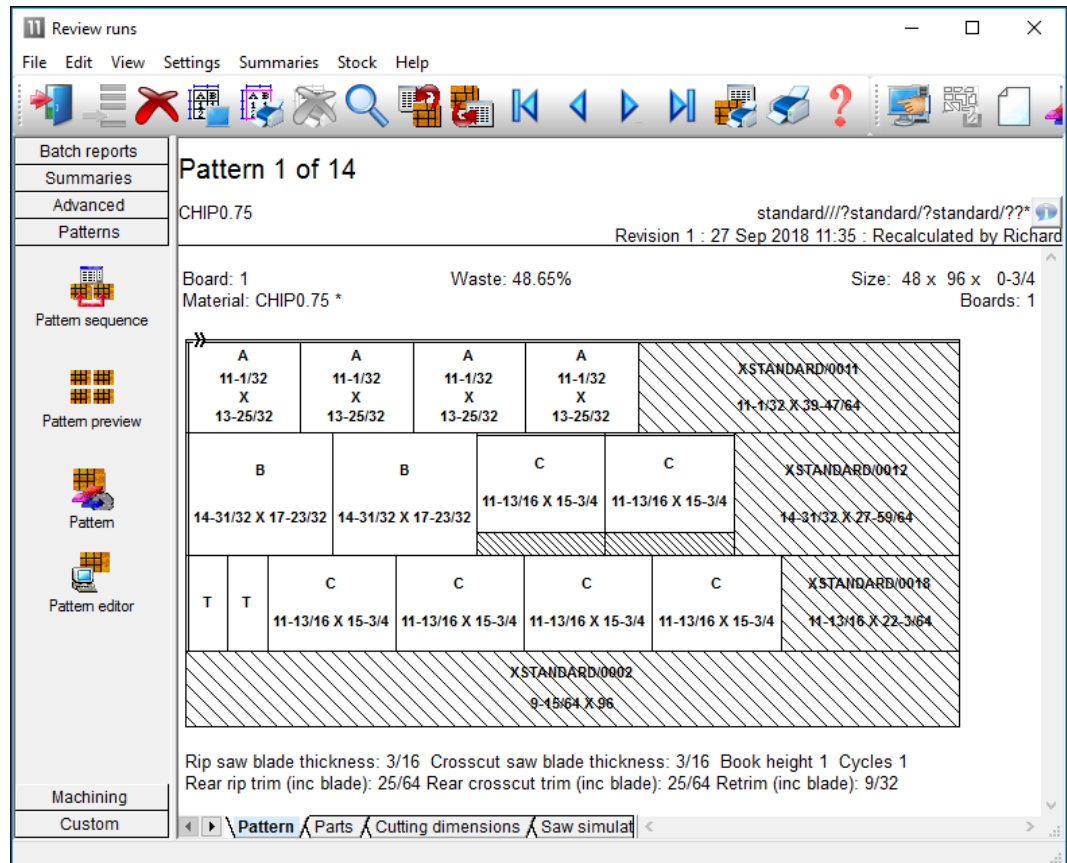 Review runs
File Edit View Settings Summaries Stock Help
Batch reports
Summaries
Advanced
Patterns
Pattern sequence
Pattern preview
Pattern
Pattern editor
Machining
Custom
Pattern 1 of 14
CHIP0.75 standard///?standard/?standard/??*
Revision 1 : 27 Sep 2018 11:35 : Recalculated by Richard
Board: 1 Waste: 48.65% Size: 48 x 96 x 0-3/4
Material: CHIP0.75 * Boards: 1
A A A A XSTANDARD/0011
11-1/32 11-1/32 11-1/32 11-1/32
X X X X 11-1/32 X 39-47/64
13-25/32 13-25/32 13-25/32 13-25/32
B B C C XSTANDARD/0012
14-31/32 X 17-23/32 14-31/32 X 17-23/32 11-13/16 X 15-3/4 11-13/16 X 15-3/4 14-31/32 X 27-59/64
T T C C C C XSTANDARD/0018
11-13/16 X 15-3/4 11-13/16 X 15-3/4 11-13/16 X 15-3/4 11-13/16 X 15-3/4 11-13/16 X 22-3/64
XSTANDARD/0002
9-15/64 X 96
Rip saw blade thickness: 3/16 Crosscut saw blade thickness: 3/16 Book height 1 Cycles 1
Rear rip trim (inc blade): 25/64 Rear crosscut trim (inc blade): 25/64 Retrim (inc blade): 9/32
Pattern Parts Cutting dimensions Saw simulat